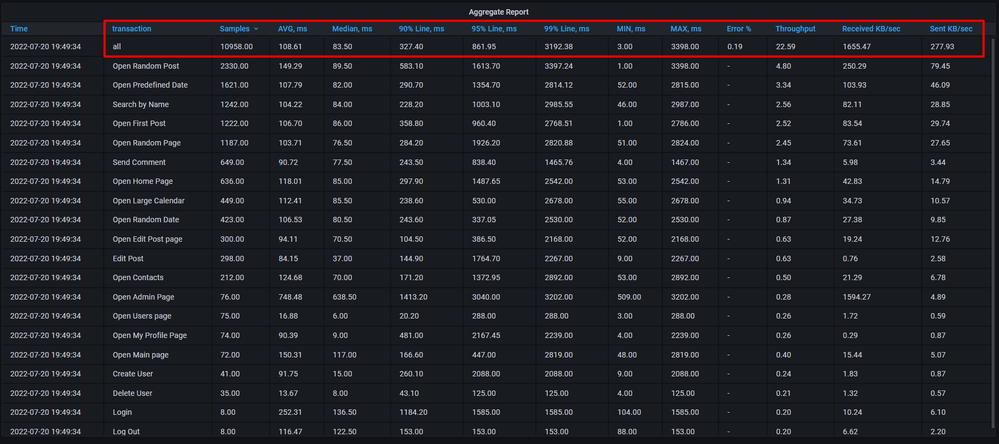 Aggregate Report
Time transaction Samples AVG, ms Median, ms 90% Line, ms 95% Line, ms 99% Line, ms MIN, ms MAX, ms Error % Throughput Received KB/sec Sent KB/sec
2022-07-20 19:49:34 all 10958.00 108.61 83.50 327.40 861.95 3192.38 3.00 3398.00 0.19 22.59 1655.47 277.93
2022-07-20 19:49:34 Open Random Post 2330.00 149.29 89.50 583.10 1613.70 3397.24 1.00 3398.00 - 4.80 250.29 79.45
2022-07-20 19:49:34 Open Predefined Date 1621.00 107.79 82.00 290.70 1354.70 2814.12 52.00 2815.00 - 3.34 103.93 46.09
2022-07-20 19:49:34 Search by Name 1242.00 104.22 84.00 228.20 1003.10 2985.55 46.00 2987.00 - 2.56 82.11 28.85
2022-07-20 19:49:34 Open First Post 1222.00 106.70 86.00 358.80 960.40 2768.51 1.00 2786.00 - 2.52 83.54 29.74
2022-07-20 19:49:34 Open Random Page 1187.00 103.71 76.50 284.20 1926.20 2820.88 51.00 2824.00 - 2.45 73.61 27.65
2022-07-20 19:49:34 Send Comment 649.00 90.72 77.50 243.50 838.40 1465.76 4.00 1467.00 - 1.34 5.98 3.44
2022-07-20 19:49:34 Open Home Page 636.00 118.01 85.00 297.90 1487.65 2542.00 53.00 2542.00 - 1.31 42.83 14.79
2022-07-20 19:49:34 Open Large Calendar 449.00 112.41 85.50 238.60 530.00 2678.00 55.00 2678.00 - 0.94 34.73 10.57
2022-07-20 19:49:34 Open Random Date 423.00 106.53 80.50 243.60 337.05 2530.00 52.00 2530.00 - 0.87 27.38 9.85
2022-07-20 19:49:34 Open Edit Post page 300.00 94.11 70.50 104.50 386.50 2168.00 52.00 2168.00 - 0.63 19.24 12.76
2022-07-20 19:49:34 Edit Post 298.00 84.15 37.00 144.90 1764.70 2267.00 9.00 2267.00 - 0.63 0.76 2.58
2022-07-20 19:49:34 Open Contacts 212.00 124.68 70.00 171.20 1372.95 2892.00 53.00 2892.00 - 0.50 21.29 6.78
2022-07-20 19:49:34 Open Admin Page 76.00 748.48 638.50 1413.20 3040.00 3202.00 509.00 3202.00 - 0.28 1594.27 4.89
2022-07-20 19:49:34 Open Users page 75.00 16.88 6.00 20.20 288.00 288.00 3.00 288.00 - 0.26 1.72 0.59
2022-07-20 19:49:34 Open My Profile Page 74.00 90.39 9.00 481.00 2167.45 2239.00 4.00 2239.00 - 0.26 0.29 0.87
2022-07-20 19:49:34 Open Main page 72.00 150.31 117.00 166.60 447.00 2819.00 48.00 2819.00 - 0.40 15.44 5.07
2022-07-20 19:49:34 Create User 41.00 91.75 15.00 260.10 2088.00 2088.00 9.00 2088.00 - 0.24 1.83 0.87
2022-07-20 19:49:34 Delete User 35.00 13.67 8.00 43.10 125.00 125.00 4.00 125.00 - 0.21 1.32 0.57
2022-07-20 19:49:34 Login 8.00 252.31 136.50 1184.20 1585.00 1585.00 104.00 1585.00 - 0.20 10.24 6.10
2022-07-20 19:49:34 Log Out 8.00 116.47 122.50 153.00 153.00 153.00 88.00 153.00 - 0.20 6.62 2.20